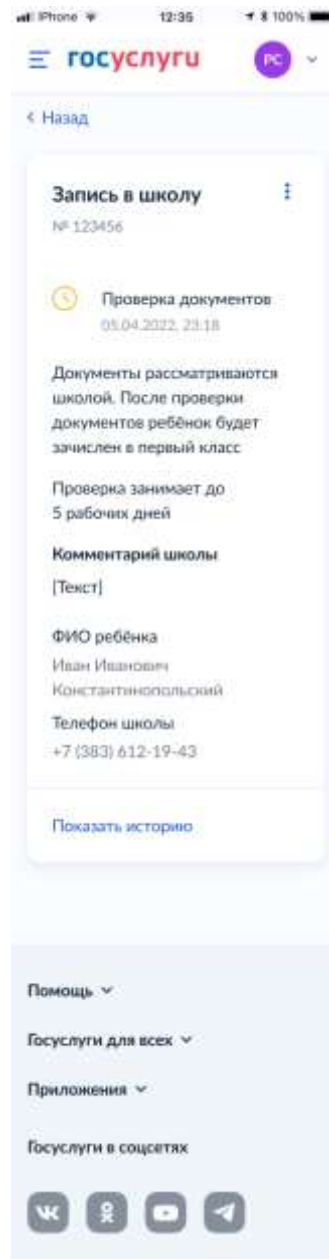 iPhone 12:35 100%
госуслуги РС
Назад
Запись в школу
№ 123456
Проверка документов
05.04.2022, 23:18
Документы рассматриваются
школой. После проверки
документов ребёнок будет
зачислен в первый класс
Проверка занимает до
5 рабочих дней
Комментарий школы
[Текст]
ФИО ребёнка
Иван Иванович
Константинопольский
Телефон школы
+7 (383) 612-19-43
Показать историю
Помощь
Госуслуги для всех
Приложения
Госуслуги в соцсетях